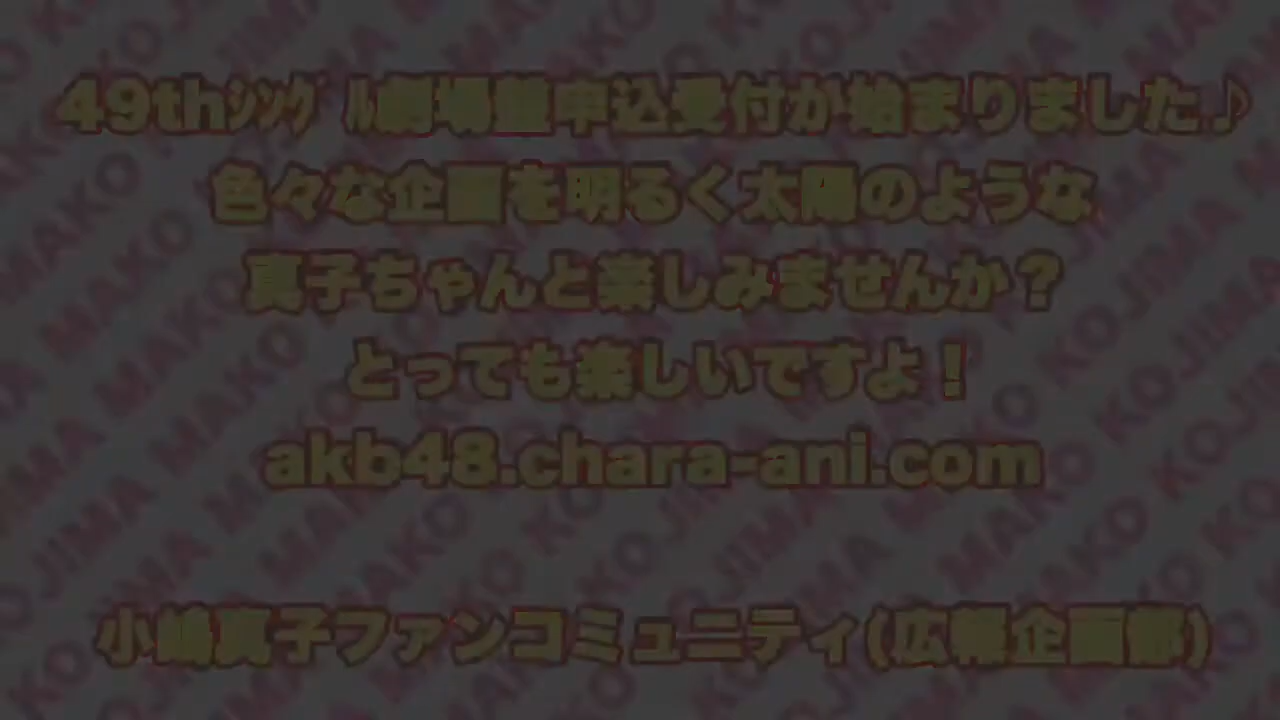 49thｼﾝｸﾞﾙ劇場盤申込受付が始まりました♪
色々な企画を明るく太陽のような
真子ちゃんと楽しみませんか？
とっても楽しいですよ！
akb48.chara-ani.com
小嶋真子ファンコミュニティ(広報企画部)